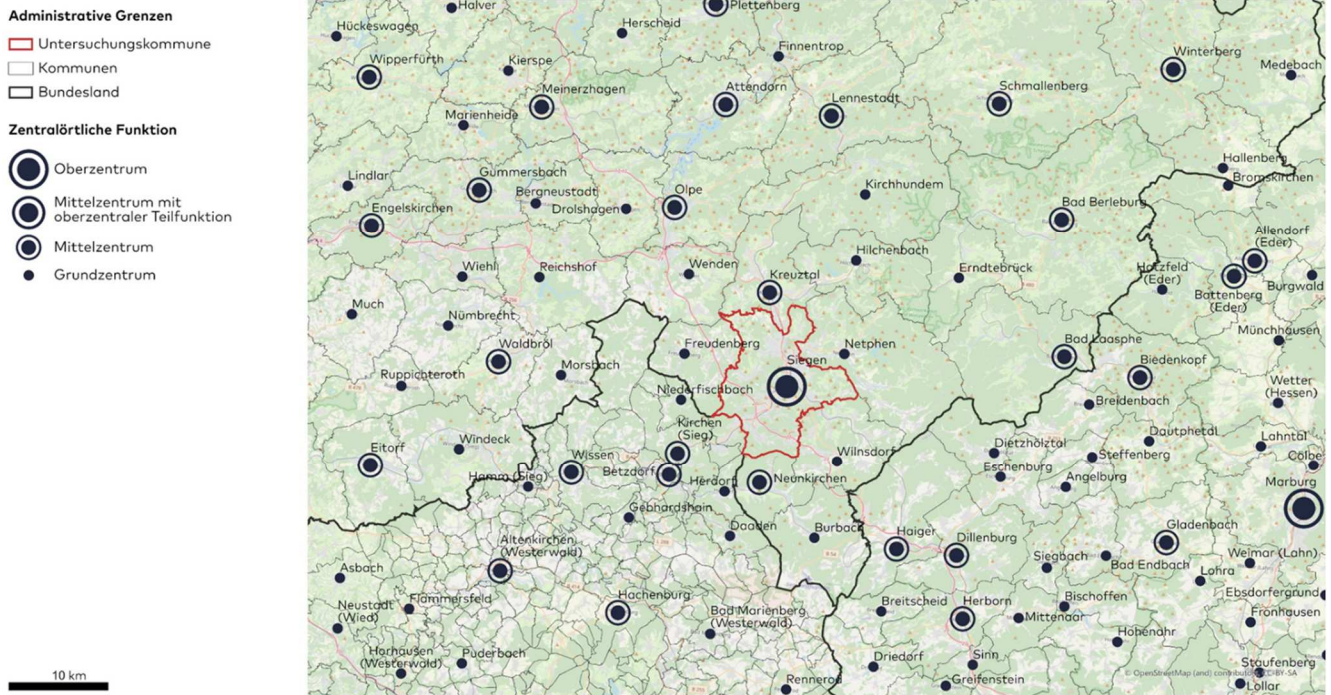 Administrative Grenzen
Untersuchungskommune
Kommunen
Bundesland
Zentralörtliche Funktion
Oberzentrum
Mittelzentrum mit
oberzentraler Teilfunktion
Mittelzentrum
Grundzentrum
10 km
Halver
Plettenberg
Hückeswagen
Herscheid
Finnentrop
Winterberg
Wipperfürth
Kierspe
Medebach
Meinerzhagen
Attendorn
Lennestadt
Schmallenberg
Marienheide
Hallenberg
Lindlar
Gummersbach
Bromskirchen
Bergneustadt
Olpe
Kirchhundem
Engelskirchen
Drolshagen
Bad Berleburg
Allendorf
(Eder)
Hilchenbach
Wiehl
Reichshof
Wenden
Kreuztal
Erndtebrück
Hatzfeld
(Eder)
Battenberg
(Eder)
Burgwald
Much
Nümbrecht
Münchhausen
Waldbröl
Freudenberg
Siegen
Netphen
Bad Laasphe
Biedenkopf
Morsbach
Ruppichteroth
Niederfischbach
Breidenbach
Wetter
(Hessen)
Kirchen
(Sieg)
Dautphetal
Eitorf
Windeck
Wissen
Betzdorf
Wilnsdorf
Dietzhölztal
Steffenberg
Lahntal
Cölbe
Hamm (Sieg)
Herdorf
Neunkirchen
Eschenburg
Angelburg
Marburg
Gebhardshain
Daaden
Burbach
Haiger
Dillenburg
Gladenbach
Altenkirchen
(Westerwald)
Siegbach
Bad Endbach
Weimar (Lahn)
Asbach
Lohra
Flammersfeld
Hachenburg
Breitscheid
Herborn
Bischoffen
Ebsdorfergrund
Neustadt
(Wied)
Bad Marienberg
(Westerwald)
Mittenaar
Fronhausen
Hohenahr
Horhausen
(Westerwald)
Puderbach
Driedorf
Sinn
Staufenberg
Rennerod
Greifenstein
Lollar